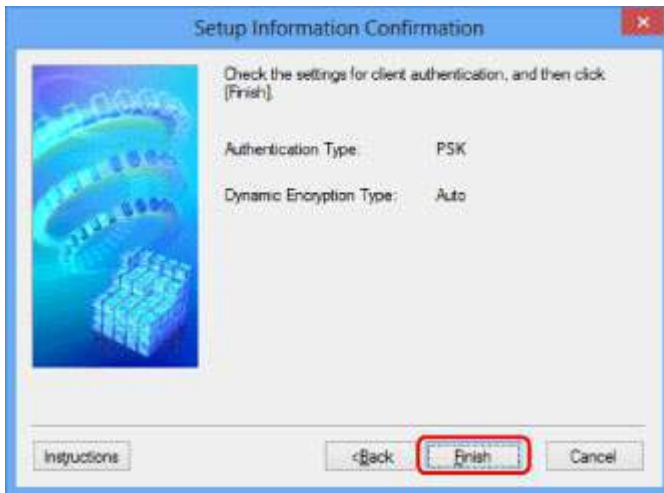 Setup Information Confirmation
Check the settings for client authentication, and then click
[Finish].
Authentication Type: PSK
Dynamic Encryption Type: Auto
Instructions
<Back
Finish
Cancel